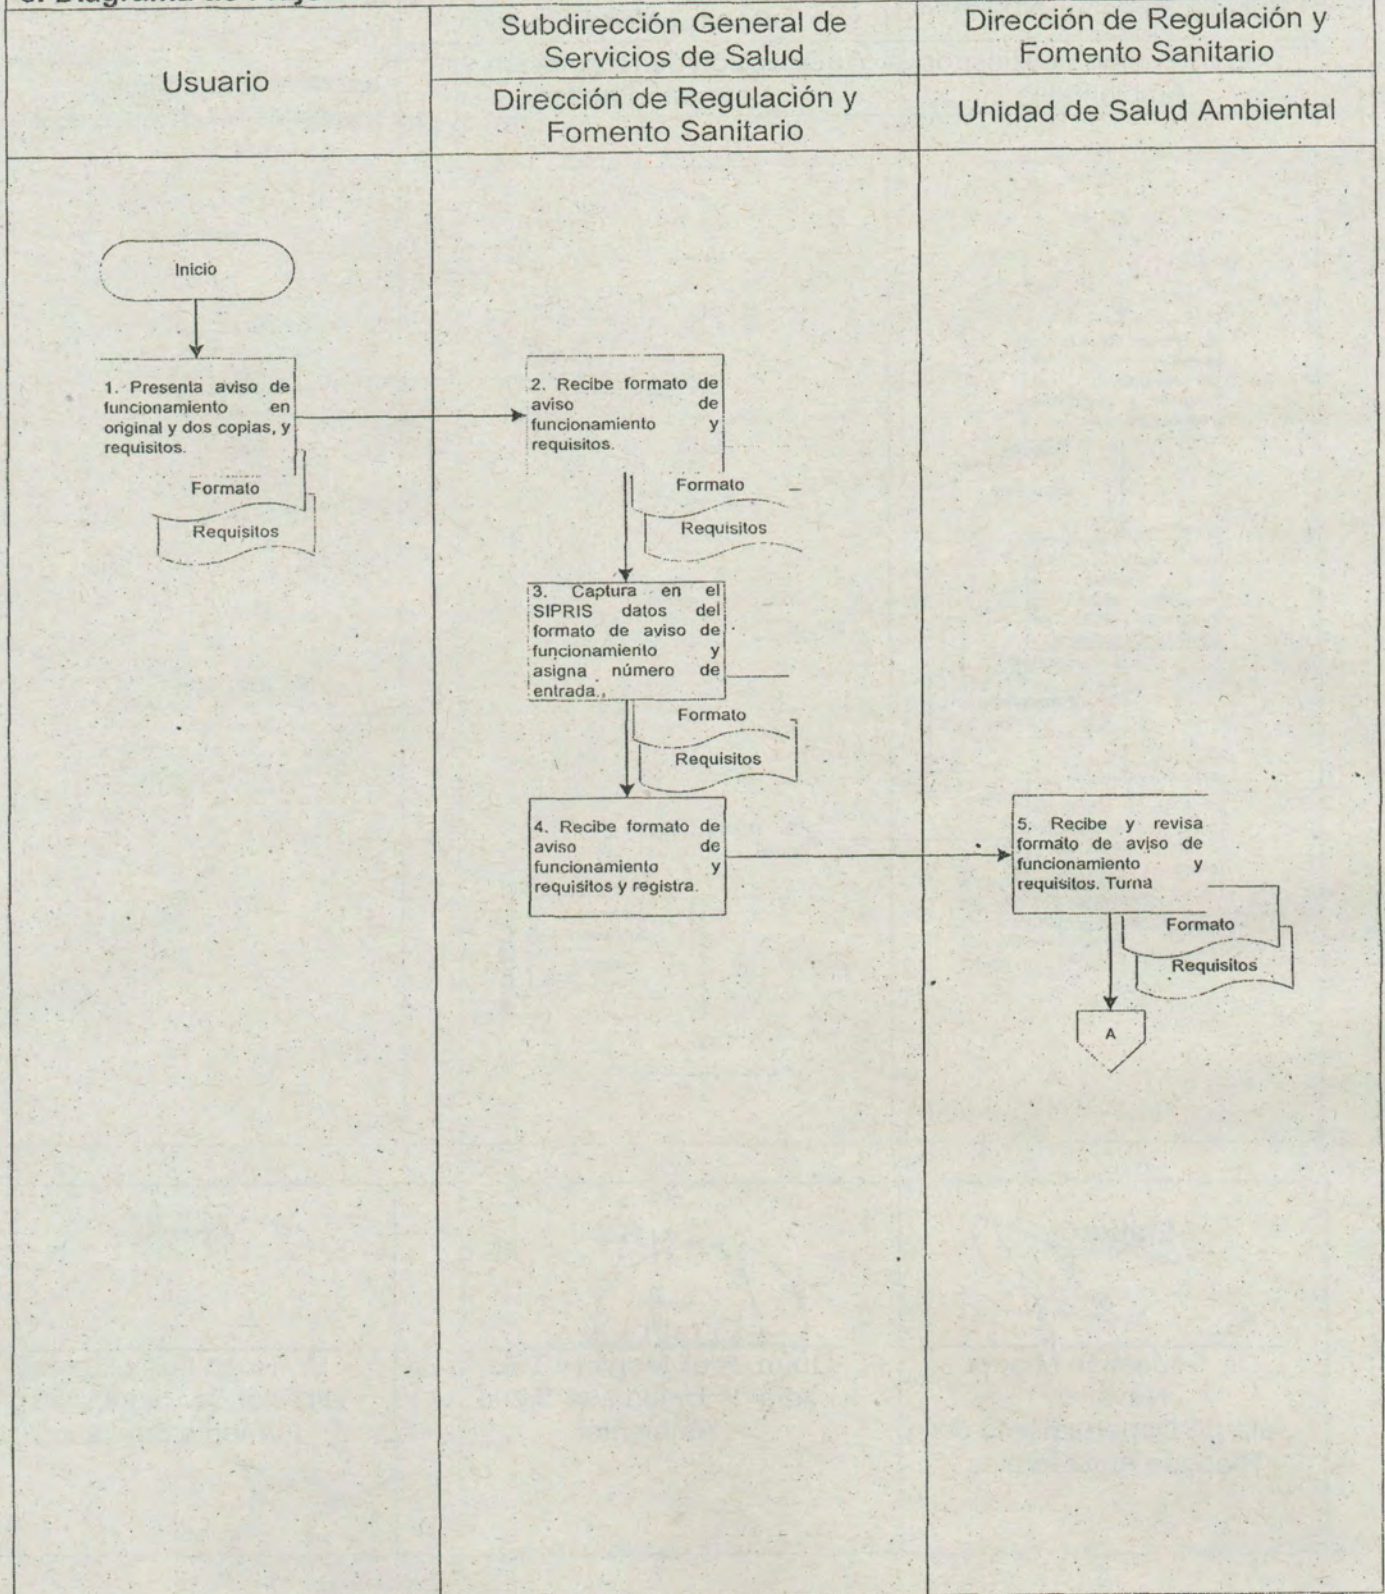 Usuario
Subdirección General de
Servicios de Salud
Dirección de Regulación y
Fomento Sanitario
Dirección de Regulación y
Fomento Sanitario
Unidad de Salud Ambiental
Inicio
1. Presenta aviso de
funcionamiento en
original y dos copias, y
requisitos.
Formato
Requisitos
2. Recibe formato de
aviso de
funcionamiento y
requisitos.
Formato
Requisitos
3. Captura en el
SIPRIS datos del
formato de aviso de
funcionamiento y
asigna número de
entrada.
Formato
Requisitos
4. Recibe formato de
aviso de
funcionamiento y
requisitos y registra.
5. Recibe y revisa
formato de aviso de
funcionamiento y
requisitos. Turna
Formato
Requisitos
A